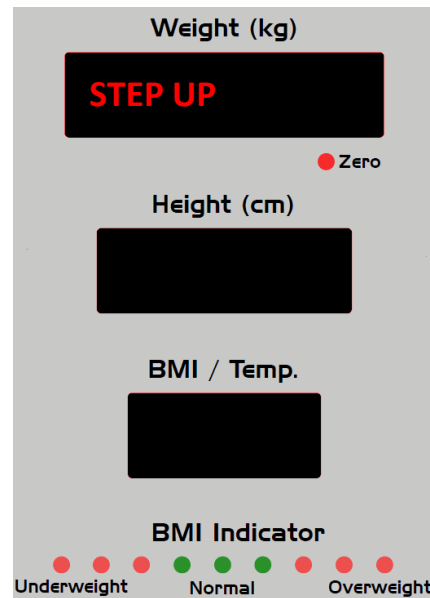 Weight (kg)
STEP UP
Zero
Height (cm)
BMI / Temp.
BMI Indicator
Underweight Normal Overweight